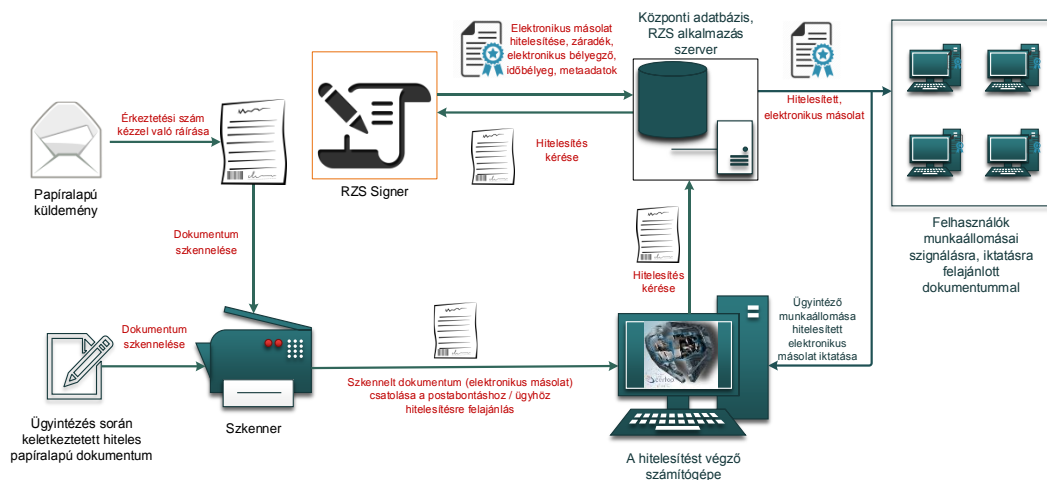 Elektronikus másolat
hitelesítése, záradék,
elektronikus bélyegző,
időbélyeg, metaadatok
Központi adatbázis,
RZS alkalmazás
szerver
Érkeztetési szám
kézzel való ráírása
Hitelesítés
kérése
Hitelesített,
elektronikus másolat
Papíralapú
küldemény
RZS Signer
Felhasználók
munkaállomásai
szignálásra, iktatásra
felajánlott
dokumentummal
Dokumentum
szkennelése
Hitelesítés
kérése
Ügyintéző
munkaállomása
hitelesített
elektronikus
másolat iktatása
Dokumentum
szkennelése
Szkennelt dokumentum (elektronikus másolat)
csatolása a postabontáshoz / ügyhöz
hitelesítésre felajánlás
Szkenner
Ügyintézés során
keletkeztetett hiteles
papíralapú dokumentum
A hitelesítést végző
számítógépe